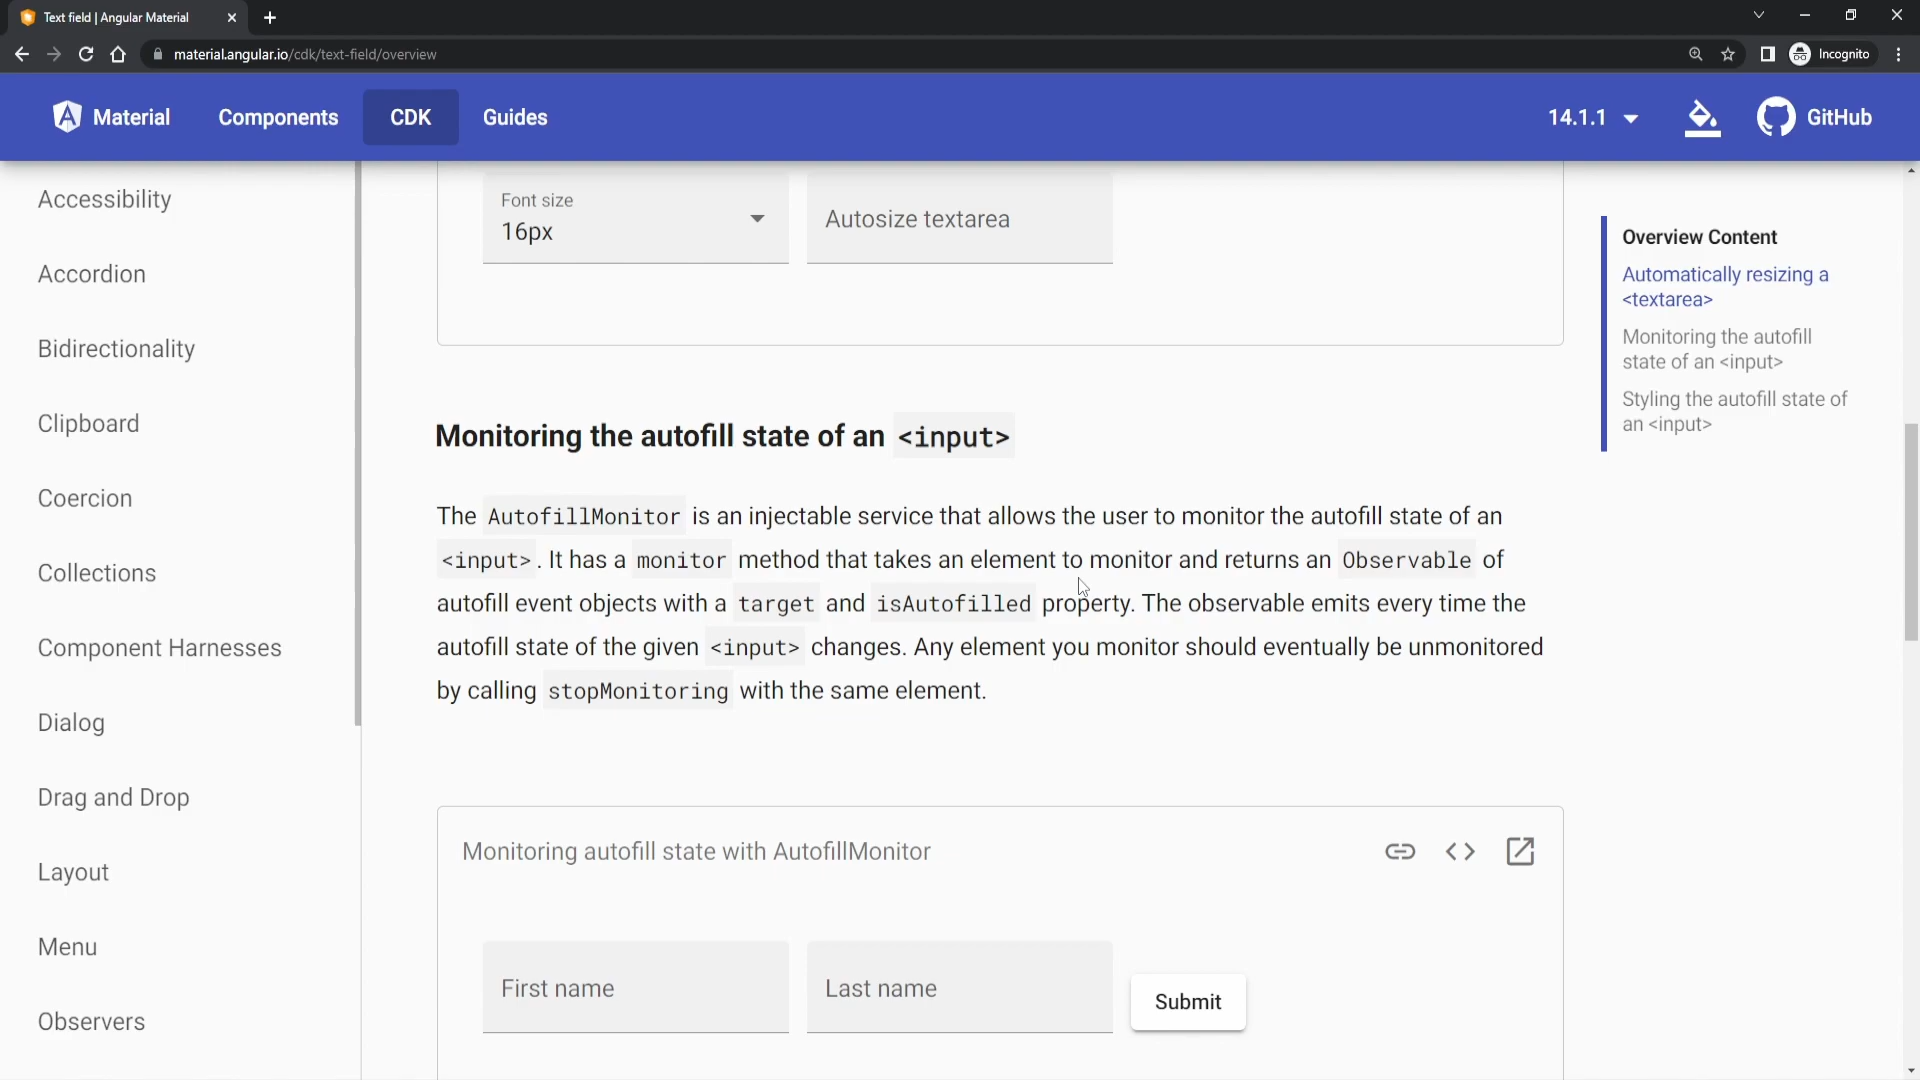 Text field | Angular Material
material.angular.io/cdk/text-field/overview
Incognito
Material
Components
CDK
Guides
14.1.1
GitHub
Accessibility
Accordion
Bidirectionality
Clipboard
Coercion
Collections
Component Harnesses
Dialog
Drag and Drop
Layout
Menu
Observers
Font size
16px
Autosize textarea
Monitoring the autofill state of an <input>
The AutofillMonitor is an injectable service that allows the user to monitor the autofill state of an
<input>. It has a monitor method that takes an element to monitor and returns an Observable of
autofill event objects with a target and isAutofilled property. The observable emits every time the
autofill state of the given <input> changes. Any element you monitor should eventually be unmonitored
by calling stopMonitoring with the same element.
Monitoring autofill state with AutofillMonitor
First name
Last name
Submit
Overview Content
Automatically resizing a
<textarea>
Monitoring the autofill
state of an <input>
Styling the autofill state of
an <input>